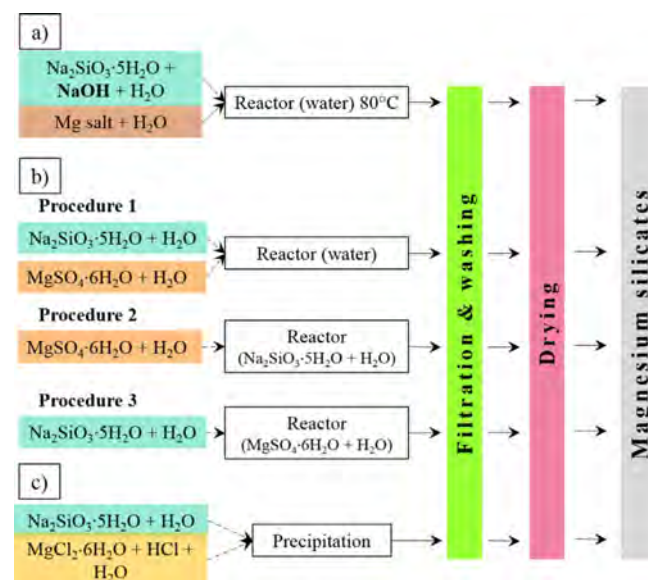 a)
Na₂SiO₃·5H₂O +
NaOH + H₂O
Mg salt + H₂O
Reactor (water) 80°C
b)
Procedure 1
Na₂SiO₃·5H₂O + H₂O
MgSO₄·6H₂O + H₂O
Reactor (water)
Procedure 2
MgSO₄·6H₂O + H₂O
Reactor
(Na₂SiO₃·5H₂O + H₂O)
Procedure 3
Na₂SiO₃·5H₂O + H₂O
Reactor
(MgSO₄·6H₂O + H₂O)
c)
Na₂SiO₃·5H₂O + H₂O
MgCl₂·6H₂O + HCl +
H₂O
Precipitation
Filtration & washing
Drying
Magnesium silicates